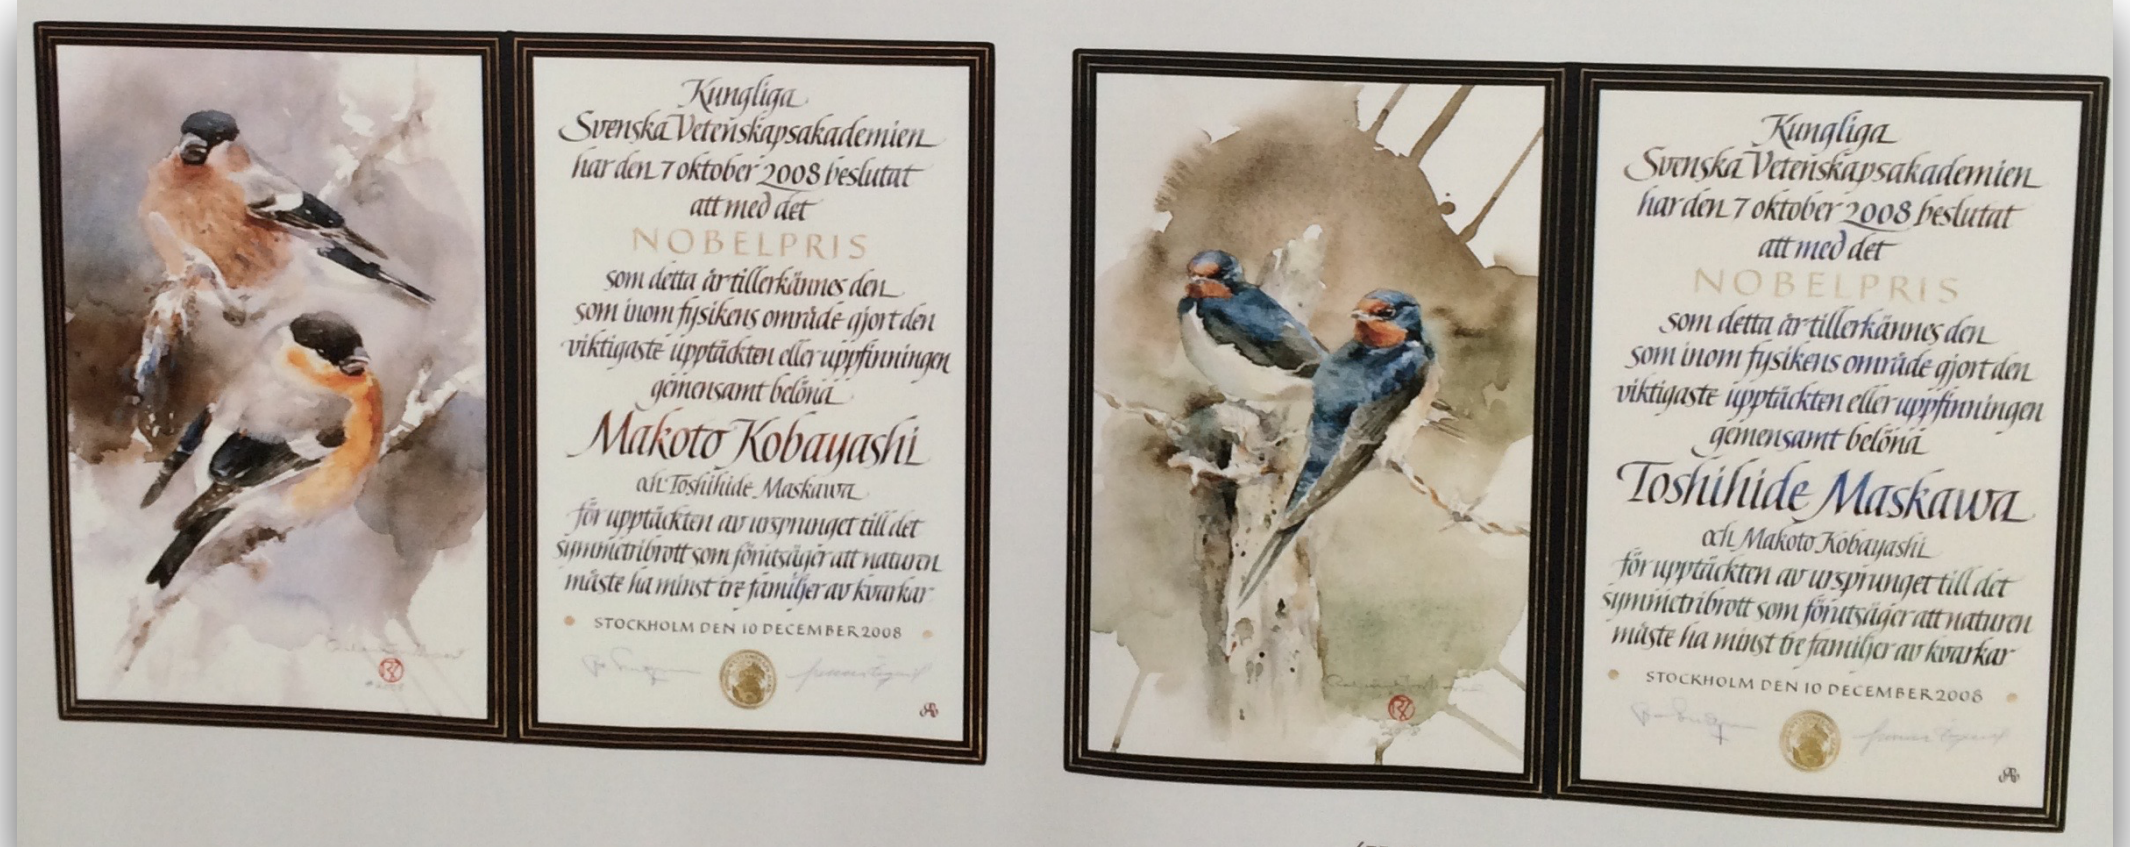 Kungliga
Svenska Vetenskapsakademien
har den 7 oktober 2008 beslutat
att med det
NOBELPRIS
som detta år tillerkännes den
som inom fysikens område gjort den
viktigaste upptäckten eller uppfinningen
gemensamt belöna
Makoto Kobayashi
och Toshihide Maskawa
för upptäckten av ursprunget till det
symmetribrott som förutsäger att naturen
måste ha minst tre familjer av kvarkar
STOCKHOLM DEN 10 DECEMBER 2008
Kungliga
Svenska Vetenskapsakademien
har den 7 oktober 2008 beslutat
att med det
NOBELPRIS
som detta år tillerkännes den
som inom fysikens område gjort den
viktigaste upptäckten eller uppfinningen
gemensamt belöna
Toshihide Maskawa
och Makoto Kobayashi
för upptäckten av ursprunget till det
symmetribrott som förutsäger att naturen
måste ha minst tre familjer av kvarkar
STOCKHOLM DEN 10 DECEMBER 2008